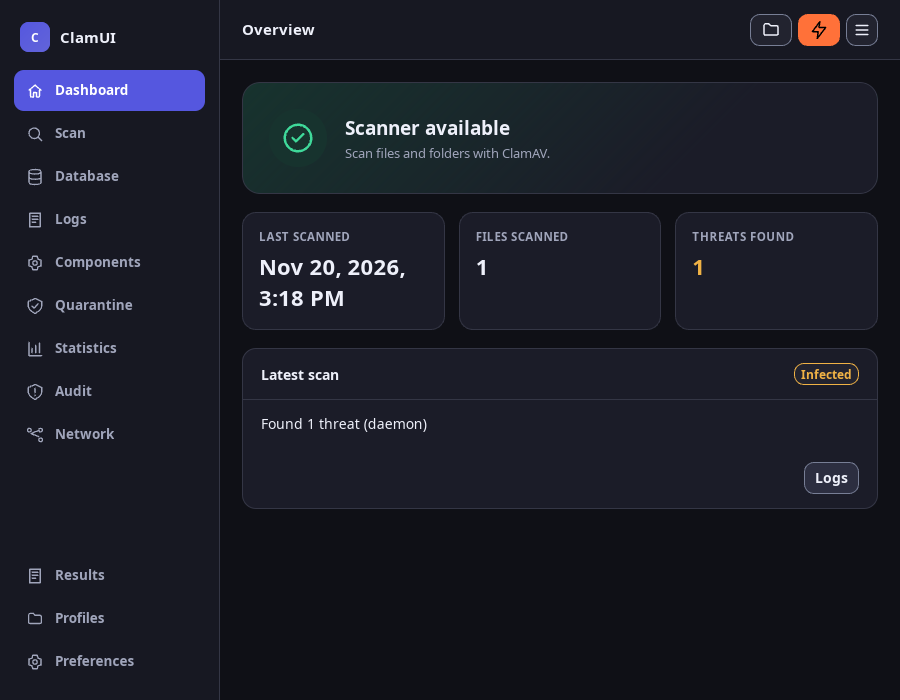 C ClamUI
Overview
Dashboard
Scan
Database
Logs
Components
Quarantine
Statistics
Audit
Network
Results
Profiles
Preferences
Scanner available
Scan files and folders with ClamAV.
LAST SCANNED
Nov 20, 2026,
3:18 PM
FILES SCANNED
1
THREATS FOUND
1
Latest scan
Infected
Found 1 threat (daemon)
Logs